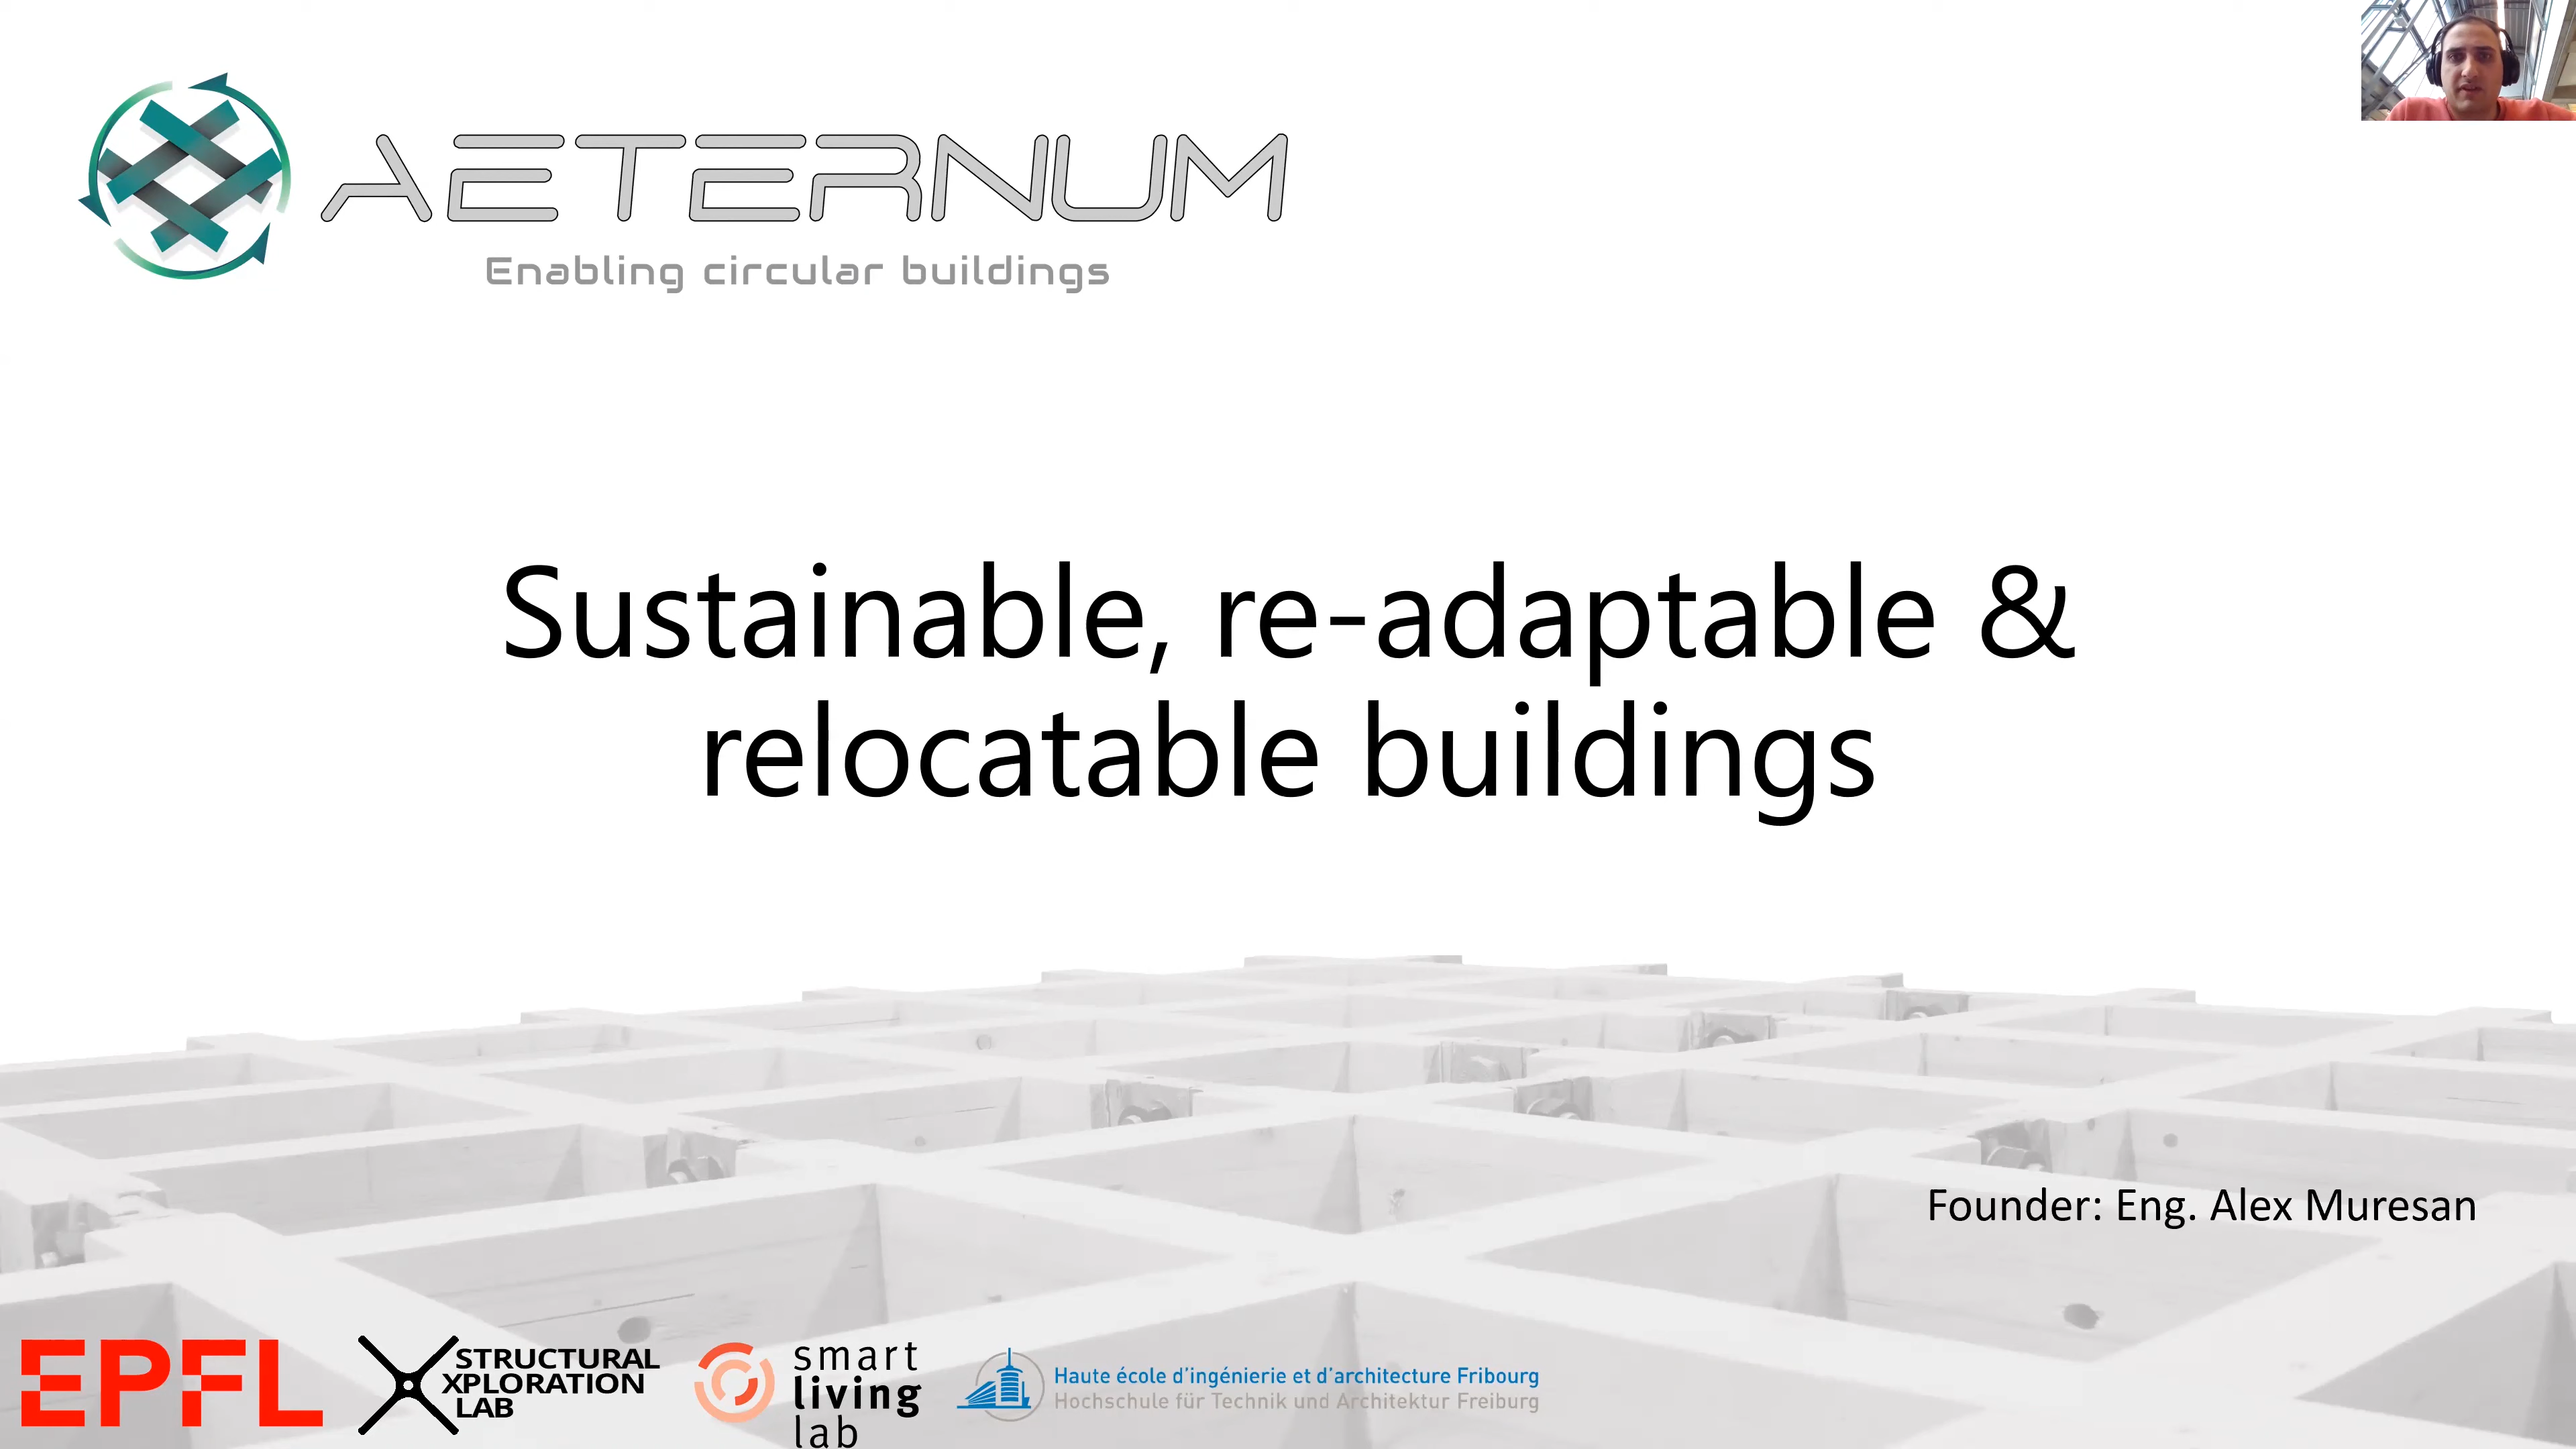 AETERNUM
Enabling circular buildings
Sustainable, re-adaptable &
relocatable buildings
Founder: Eng. Alex Muresan
EPFL
STRUCTURAL
XPLORATION
LAB
smart
living
lab
Haute école d'ingénierie et d'architecture Fribourg
Hochschule für Technik und Architektur Freiburg